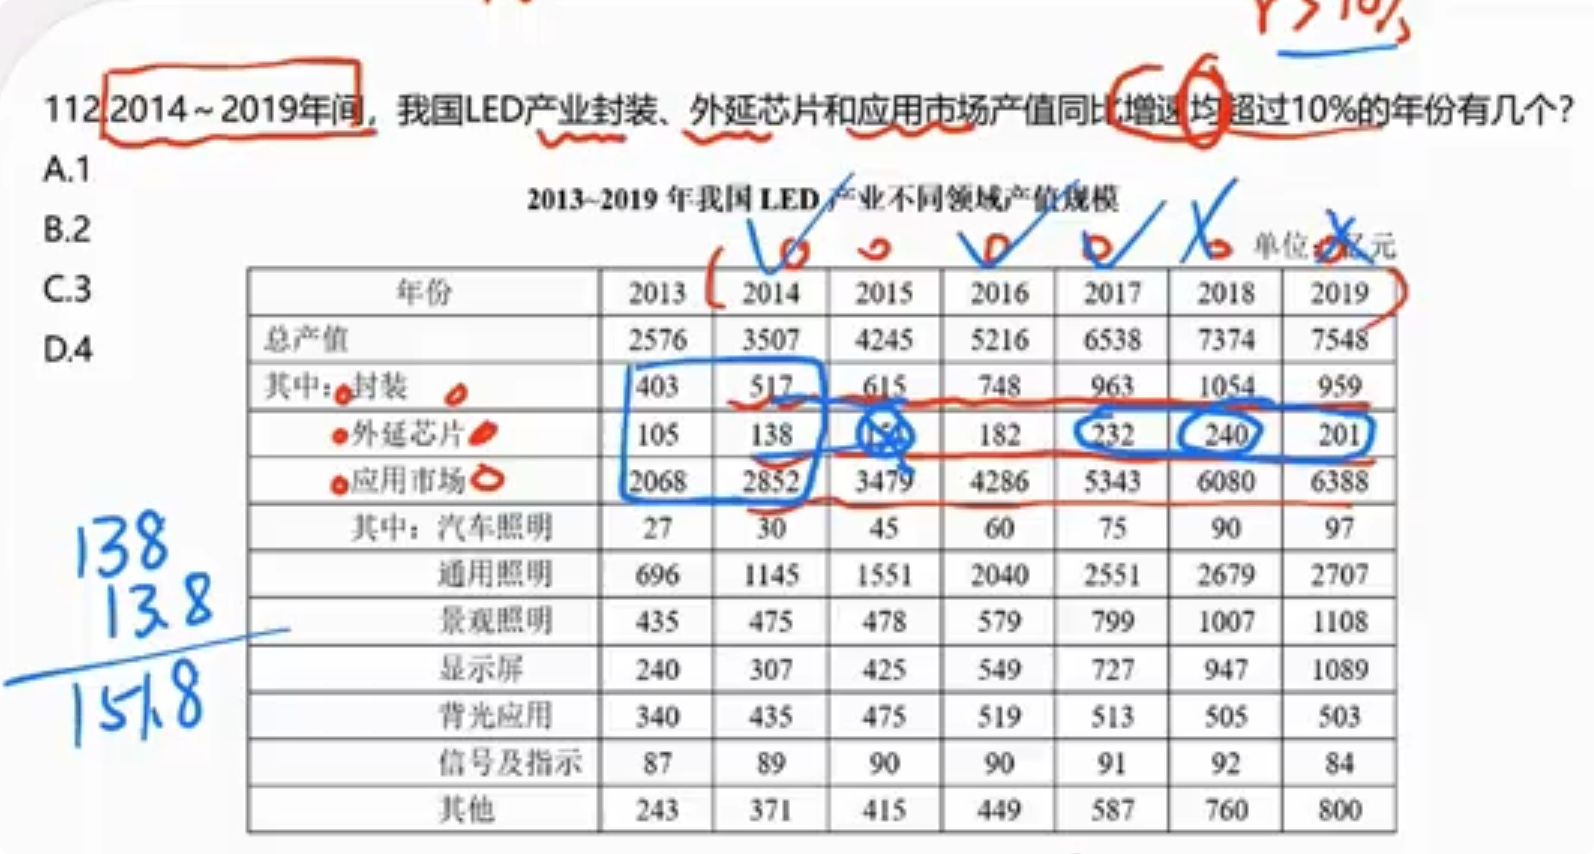 r>10%
112.2014～2019年间，我国LED产业封装、外延芯片和应用市场产值同比增速均超过10%的年份有几个？
A.1
B.2
C.3
D.4
2013~2019 年我国 LED 产业不同领域产值规模
单位：亿元
年份 2013 2014 2015 2016 2017 2018 2019
总产值 2576 3507 4245 5216 6538 7374 7548
其中：封装 403 517 615 748 963 1054 959
外延芯片 105 138 182 232 240 201
应用市场 2068 2852 3479 4286 5343 6080 6388
其中：汽车照明 27 30 45 60 75 90 97
通用照明 696 1145 1551 2040 2551 2679 2707
景观照明 435 475 478 579 799 1007 1108
显示屏 240 307 425 549 727 947 1089
背光应用 340 435 475 519 513 505 503
信号及指示 87 89 90 90 91 92 84
其他 243 371 415 449 587 760 800
138
13.8
151.8